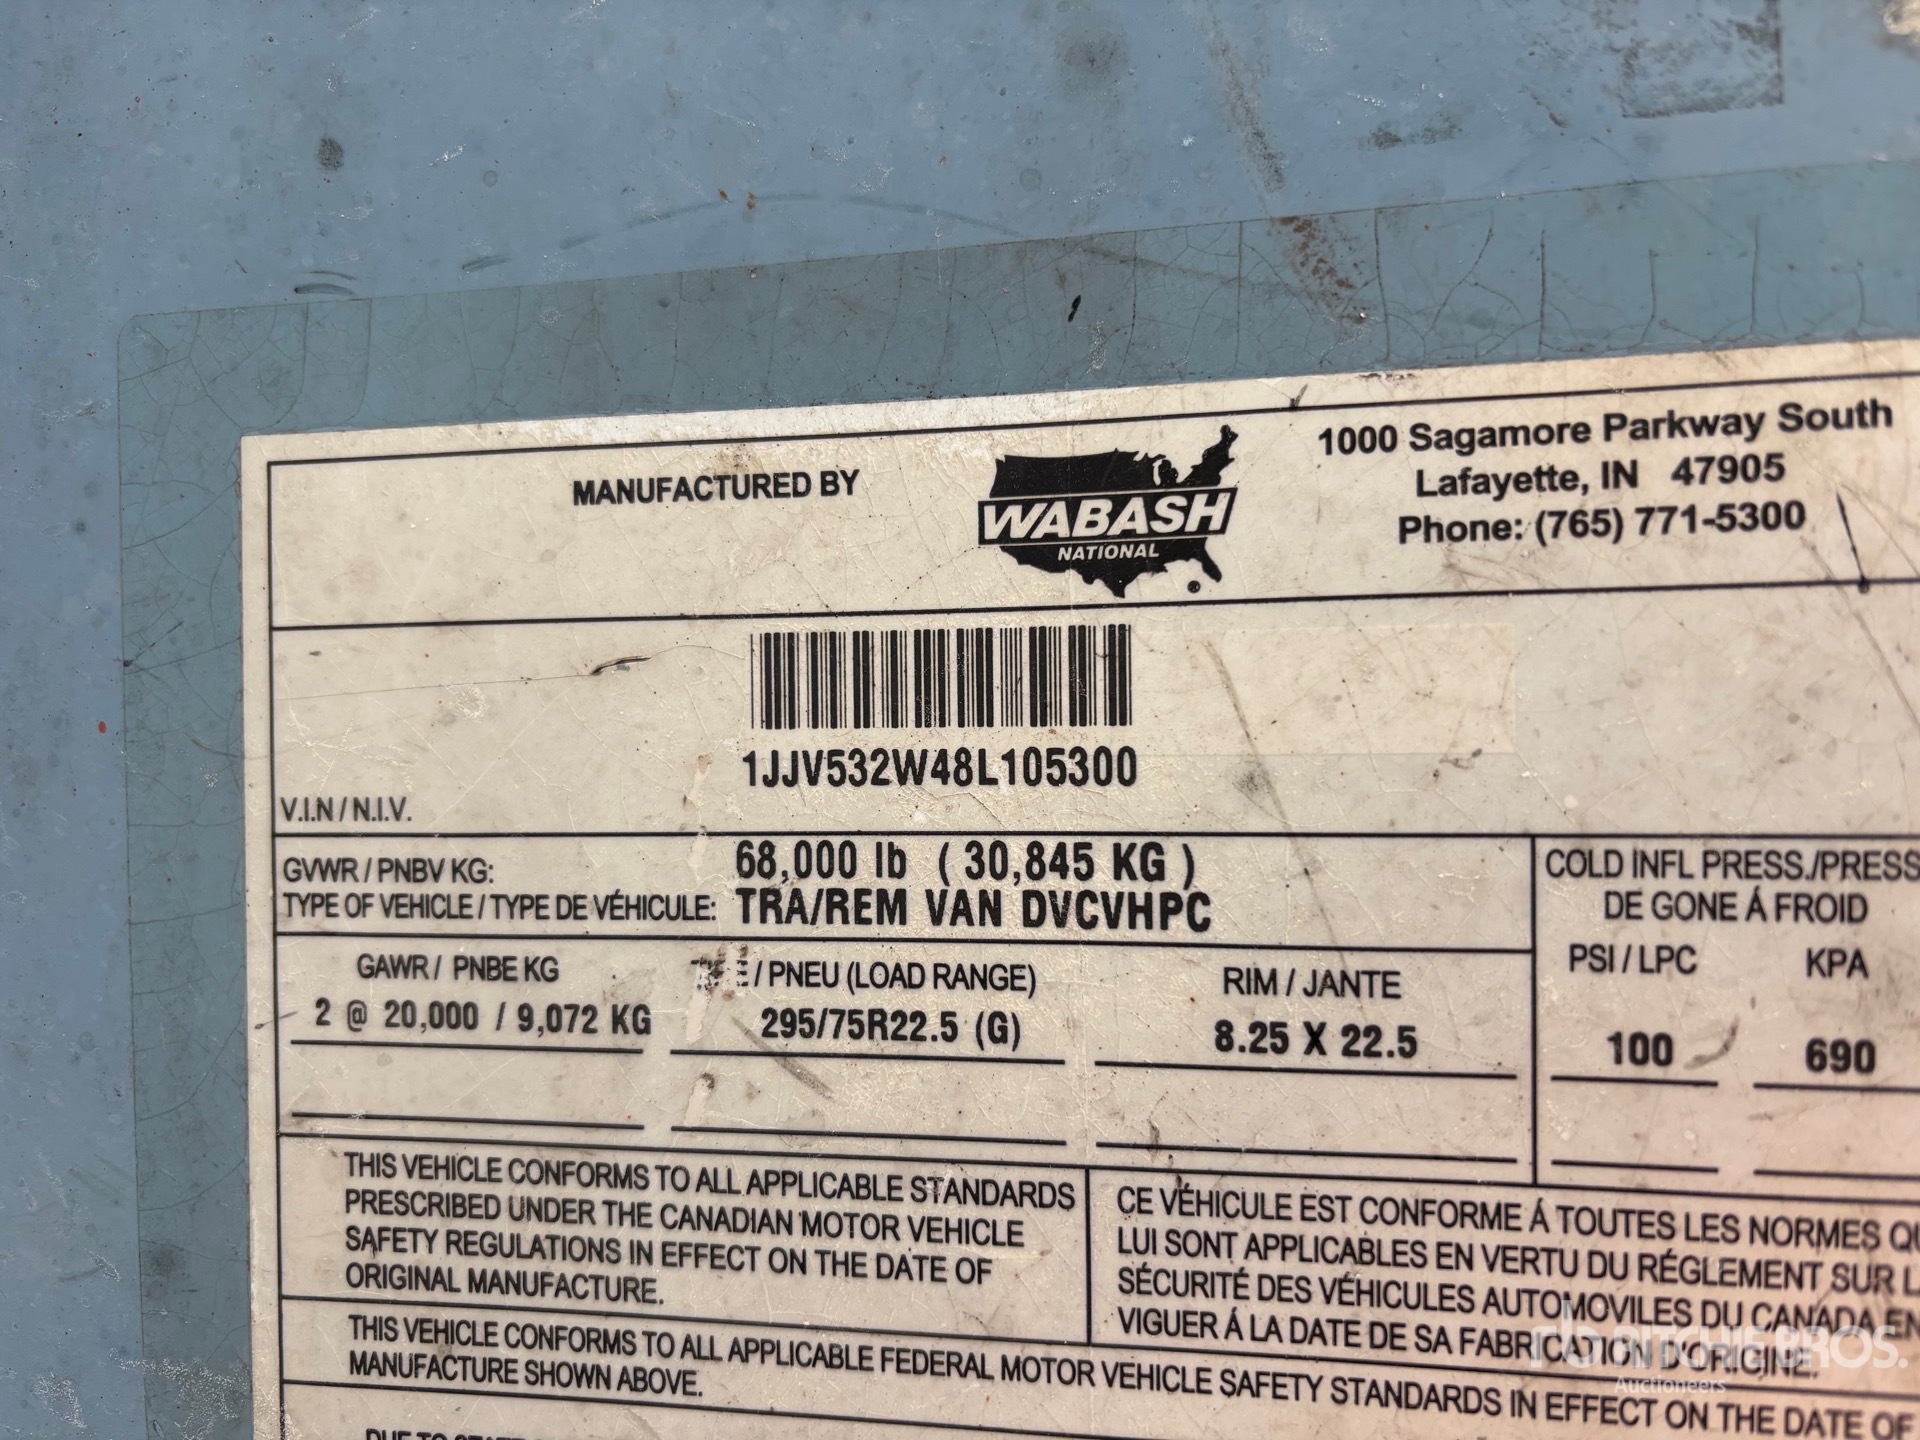 MANUFACTURED BY
WABASH
NATIONAL
®
1000 Sagamore Parkway South
Lafayette, IN 47905
Phone: (765) 771-5300
1JJV532W48L105300
V.I.N / N.I.V.
GVWR / PNBV KG: 68,000 lb ( 30,845 KG )
TYPE OF VEHICLE / TYPE DE VÉHICULE: TRA/REM VAN DVCVHPC
COLD INFL PRESS./PRESS
DE GONE Á FROID
PSI / LPC KPA
100 690
GAWR / PNBE KG / PNEU (LOAD RANGE) RIM / JANTE
2 @ 20,000 / 9,072 KG 295/75R22.5 (G) 8.25 X 22.5
THIS VEHICLE CONFORMS TO ALL APPLICABLE STANDARDS
PRESCRIBED UNDER THE CANADIAN MOTOR VEHICLE
SAFETY REGULATIONS IN EFFECT ON THE DATE OF
ORIGINAL MANUFACTURE.
CE VÉHICULE EST CONFORME Á TOUTES LES NORMES QU
LUI SONT APPLICABLES EN VERTU DU RÉGLEMENT SUR L
SÉCURITÉ DES VÉHICULES AUTOMOVILES DU CANADA EN
VIGUER Á LA DATE DE SA FABRICATION D'ORIGINE.
THIS VEHICLE CONFORMS TO ALL APPLICABLE FEDERAL MOTOR VEHICLE SAFETY STANDARDS IN EFFECT ON THE DATE OF
MANUFACTURE SHOWN ABOVE.
rb RITCHIE BROS.
Auctioneers